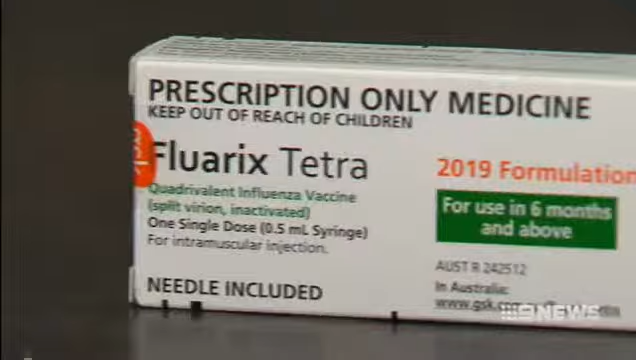 PRESCRIPTION ONLY MEDICINE
KEEP OUT OF REACH OF CHILDREN
Fluarix Tetra
2019 Formulation
Quadrivalent Influenza Vaccine
(split virion, inactivated)
One Single Dose (0.5 mL Syringe)
For intramuscular injection.
For use in 6 months
and above
NEEDLE INCLUDED
AUST R 242512
In Australia:
9NEWS